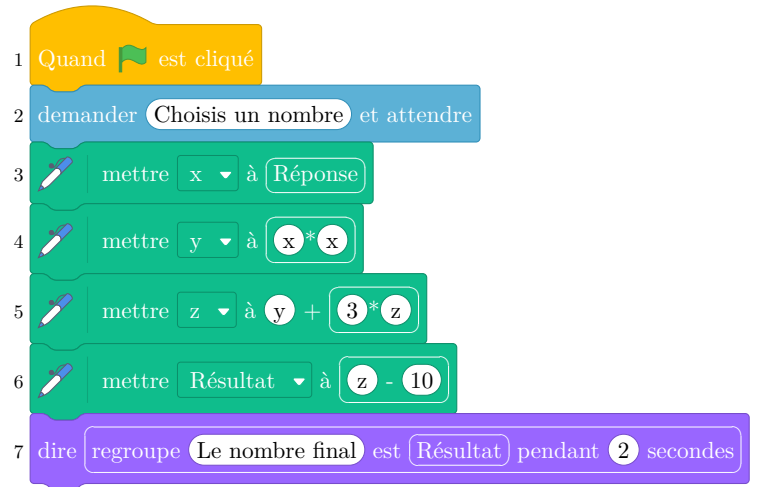 1 Quand est cliqué
2 demander Choisis un nombre et attendre
3 mettre x à Réponse
4 mettre y à x * x
5 mettre z à y + 3 * z
6 mettre Résultat à z - 10
7 dire regroupe Le nombre final est Résultat pendant 2 secondes